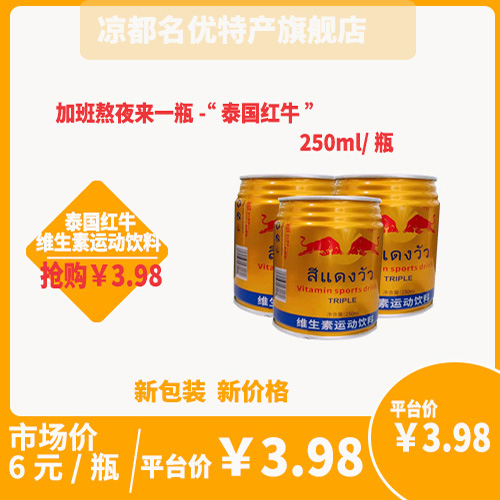 凉都名优特产旗舰店
加班熬夜来一瓶 -“ 泰国红牛 ”
250ml/ 瓶
泰国红牛
维生素运动饮料
抢购￥3.98
สีแดงวัว
Vitamin sports drink
TRIPLE
净含量:250ml
维生素运动饮料
新包装 新价格
市场价
6 元 / 瓶
平台价￥3.98
平台价
￥3.98